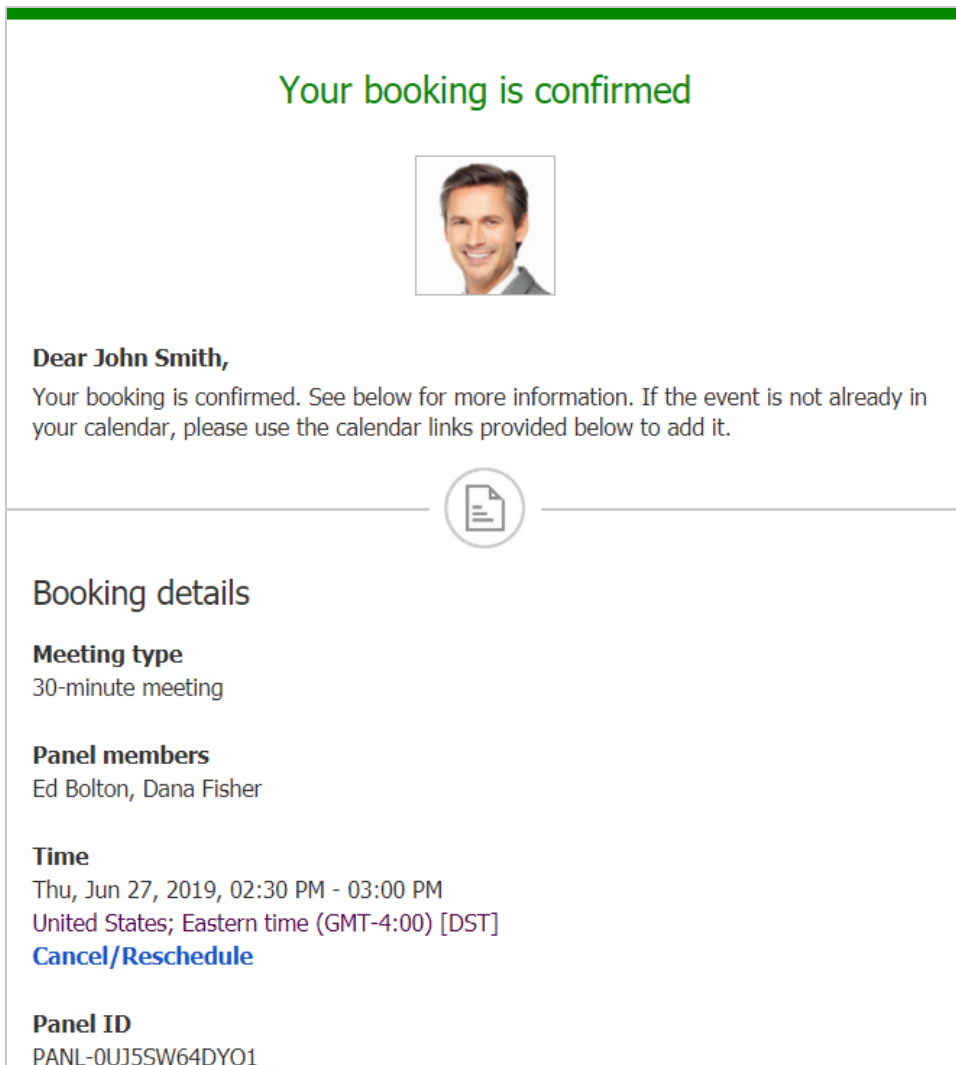 Your booking is confirmed
Dear John Smith,
Your booking is confirmed. See below for more information. If the event is not already in
your calendar, please use the calendar links provided below to add it.
Booking details
Meeting type
30-minute meeting
Panel members
Ed Bolton, Dana Fisher
Time
Thu, Jun 27, 2019, 02:30 PM - 03:00 PM
United States; Eastern time (GMT-4:00) [DST]
Cancel/Reschedule
Panel ID
PANL-0UJ5SW64DYO1